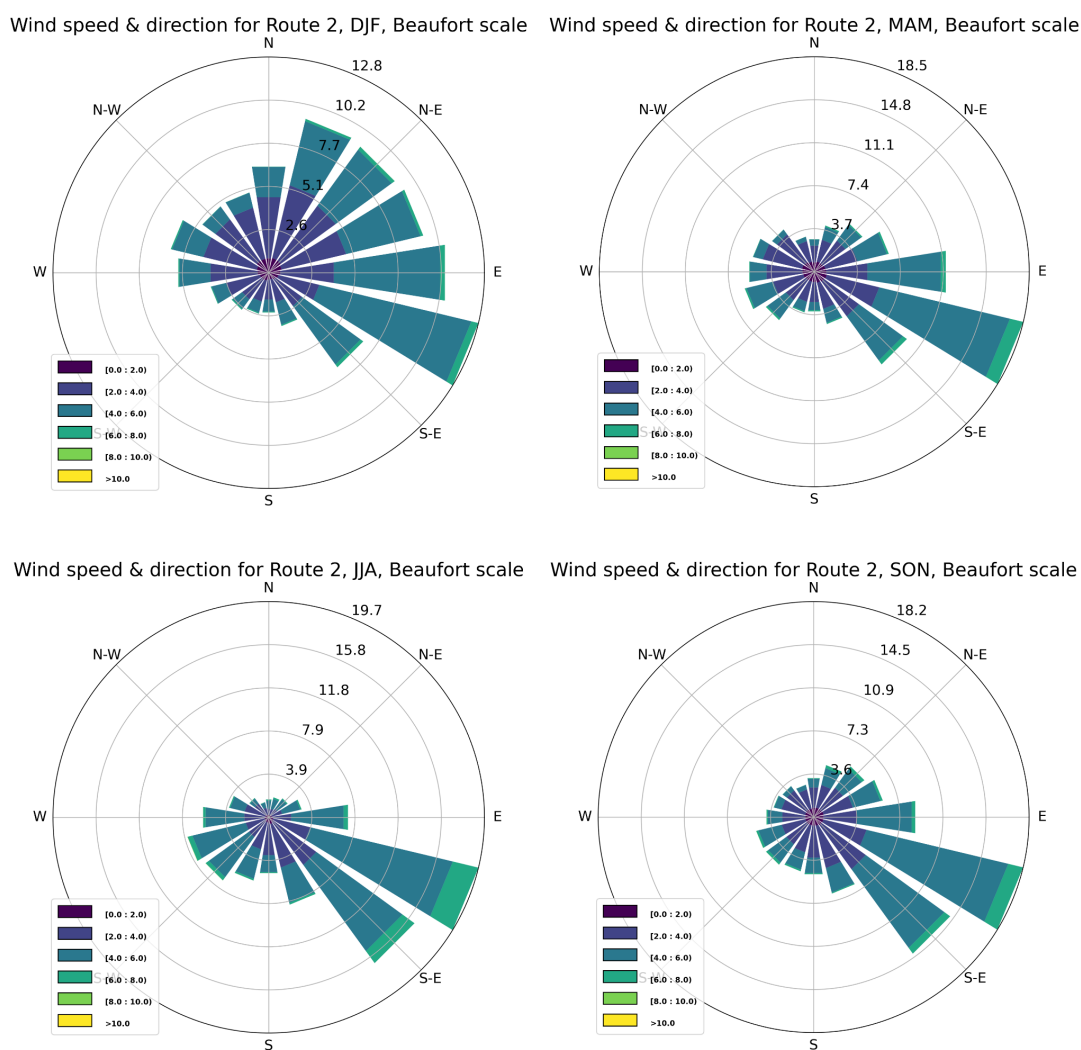 Wind speed & direction for Route 2, DJF, Beaufort scale
N
12.8
N-W
10.2
N-E
7.7
5.1
2.6
W
E
[0.0 : 2.0)
[2.0 : 4.0)
[4.0 : 6.0)
S-W
[6.0 : 8.0)
[8.0 : 10.0)
>10.0
S-E
S
Wind speed & direction for Route 2, MAM, Beaufort scale
N
18.5
N-W
14.8
N-E
11.1
7.4
3.7
W
E
[0.0 : 2.0)
[2.0 : 4.0)
[4.0 : 6.0)
S-W
[6.0 : 8.0)
[8.0 : 10.0)
>10.0
S-E
S
Wind speed & direction for Route 2, JJA, Beaufort scale
N
19.7
N-W
15.8
N-E
11.8
7.9
3.9
W
E
[0.0 : 2.0)
[2.0 : 4.0)
[4.0 : 6.0)
S-W
[6.0 : 8.0)
[8.0 : 10.0)
>10.0
S-E
S
Wind speed & direction for Route 2, SON, Beaufort scale
N
18.2
N-W
14.5
N-E
10.9
7.3
3.6
W
E
[0.0 : 2.0)
[2.0 : 4.0)
[4.0 : 6.0)
S-W
[6.0 : 8.0)
[8.0 : 10.0)
>10.0
S-E
S